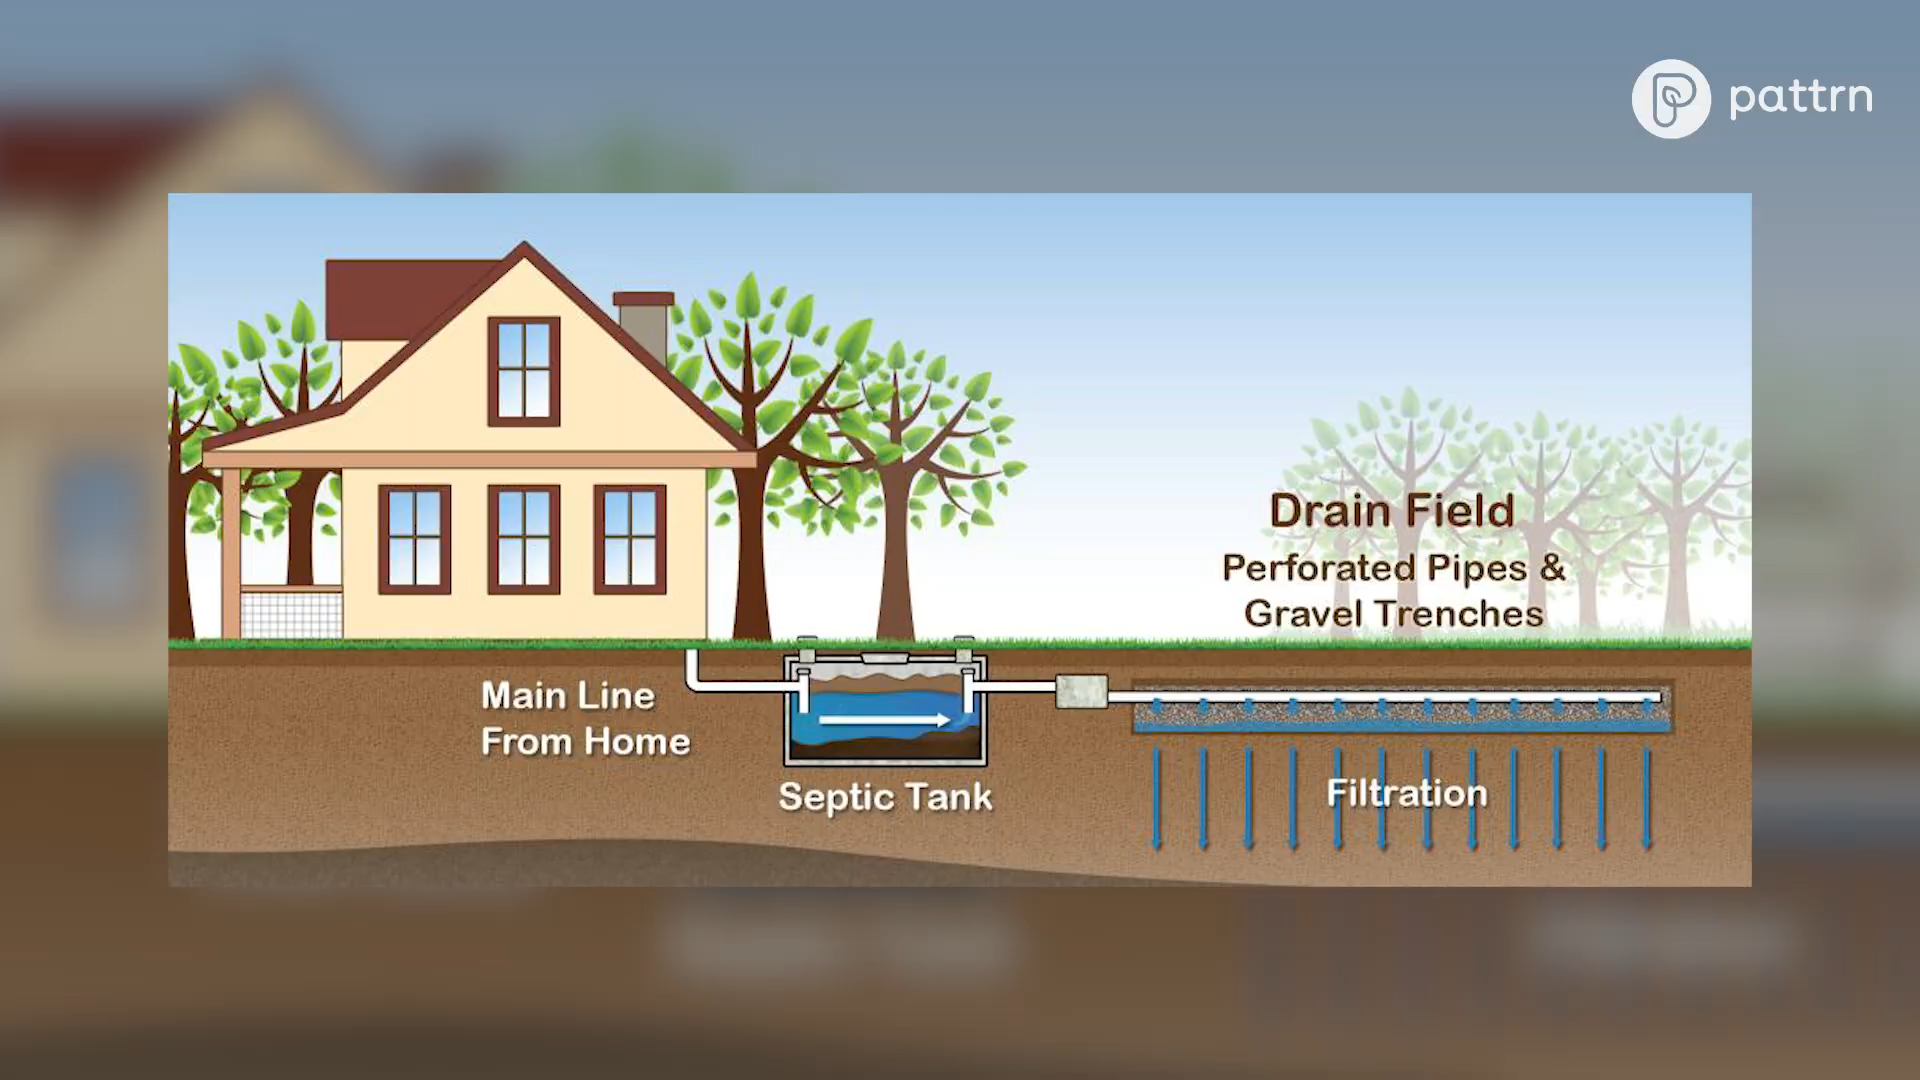 pattrn
Drain Field
Perforated Pipes &
Gravel Trenches
Main Line
From Home
Septic Tank
Filtration